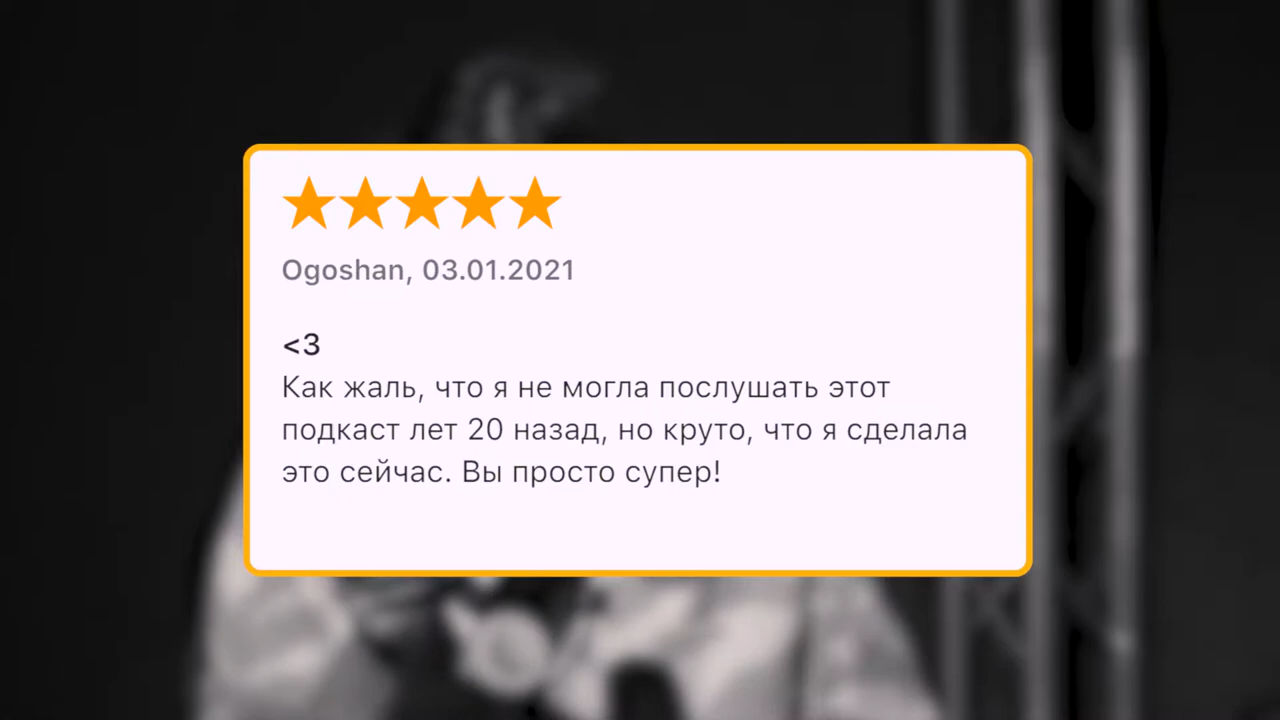 Ogoshan, 03.01.2021
<3
Как жаль, что я не могла послушать этот
подкаст лет 20 назад, но круто, что я сделала
это сейчас. Вы просто супер!